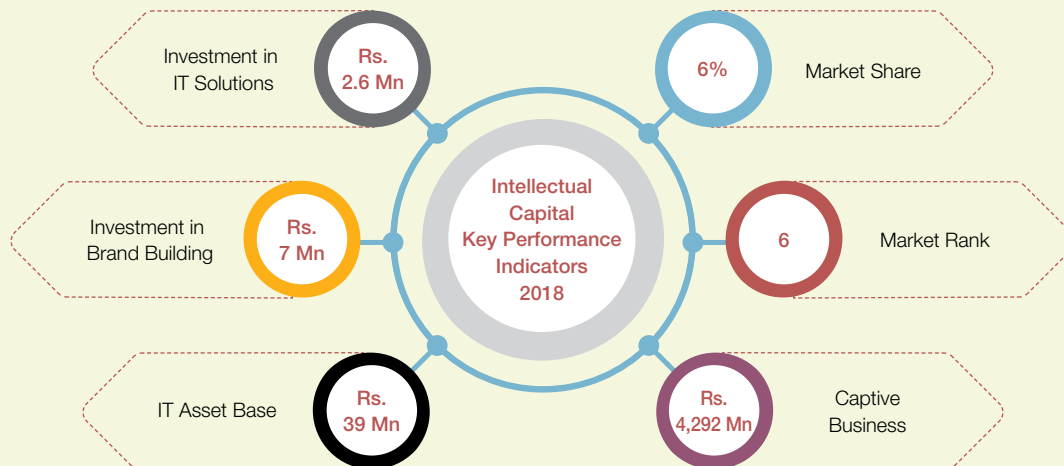 Investment in
IT Solutions
Rs.
2.6 Mn
6%
Market Share
Investment in
Brand Building
Rs.
7 Mn
Intellectual
Capital
Key Performance
Indicators
2018
6
Market Rank
IT Asset Base
Rs.
39 Mn
Rs.
4,292 Mn
Captive
Business